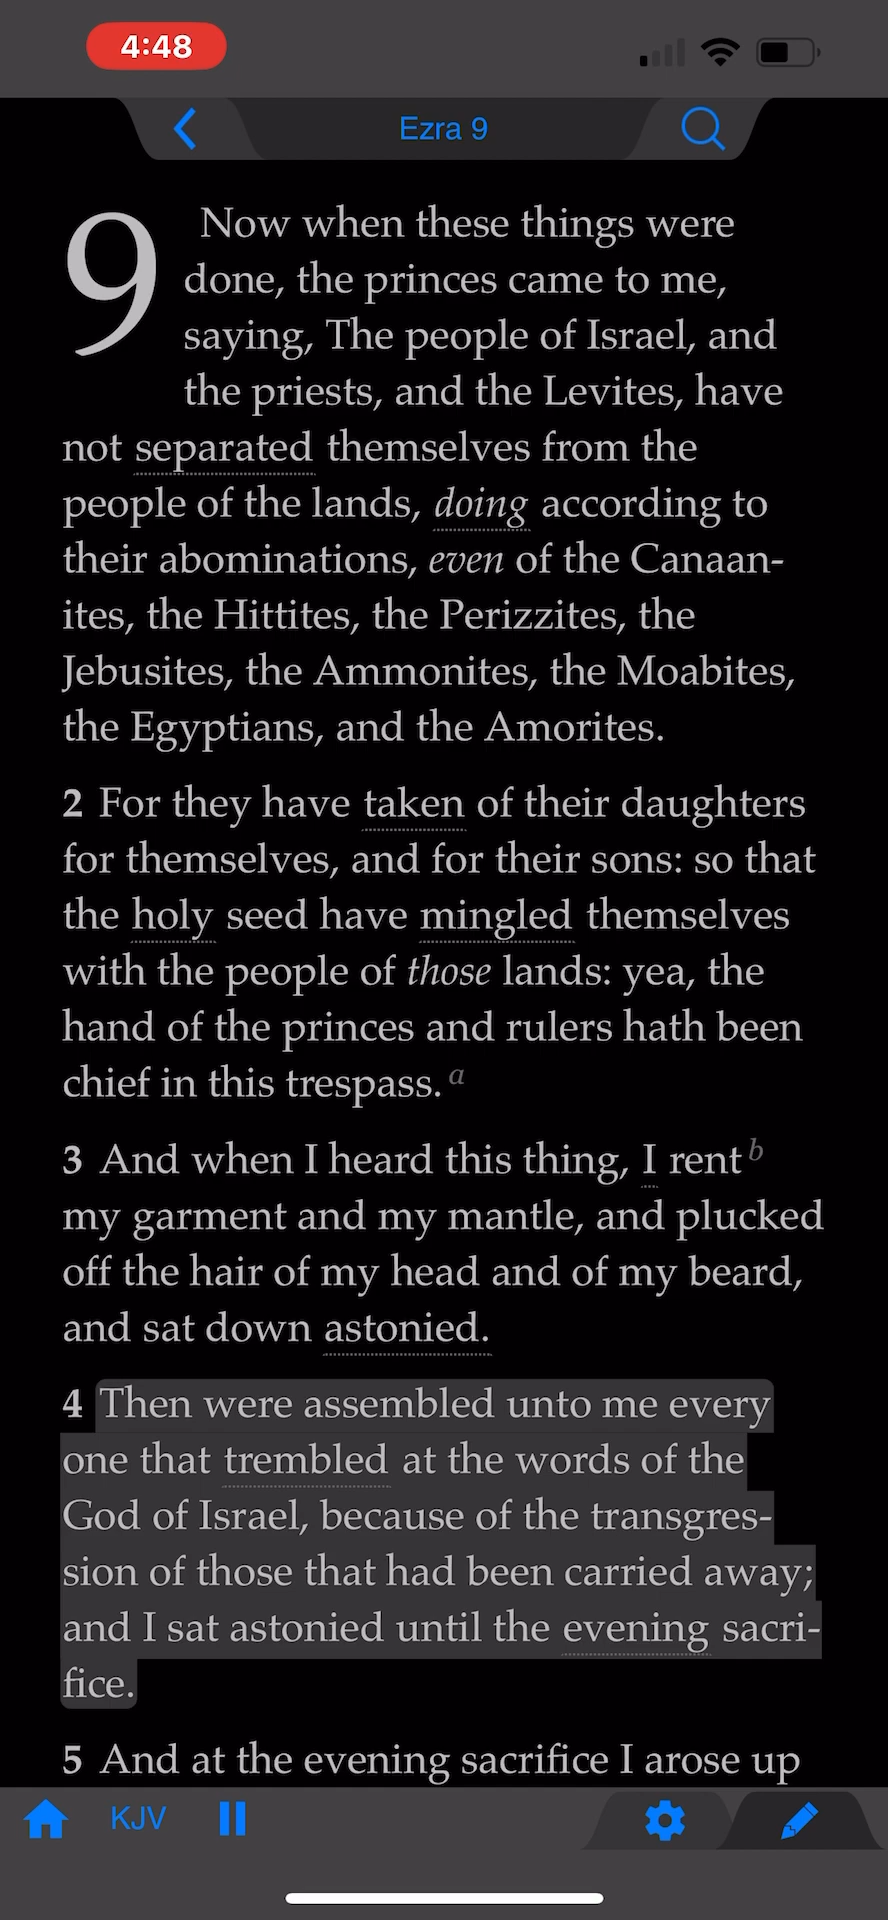 4:48
Ezra 9
9 Now when these things were
done, the princes came to me,
saying, The people of Israel, and
the priests, and the Levites, have
not separated themselves from the
people of the lands, doing according to
their abominations, even of the Canaan-
ites, the Hittites, the Perizzites, the
Jebusites, the Ammonites, the Moabites,
the Egyptians, and the Amorites.
2 For they have taken of their daughters
for themselves, and for their sons: so that
the holy seed have mingled themselves
with the people of those lands: yea, the
hand of the princes and rulers hath been
chief in this trespass. a
3 And when I heard this thing, I rent b
my garment and my mantle, and plucked
off the hair of my head and of my beard,
and sat down astonied.
4 Then were assembled unto me every
one that trembled at the words of the
God of Israel, because of the transgres-
sion of those that had been carried away;
and I sat astonied until the evening sacri-
fice.
5 And at the evening sacrifice I arose up
KJV